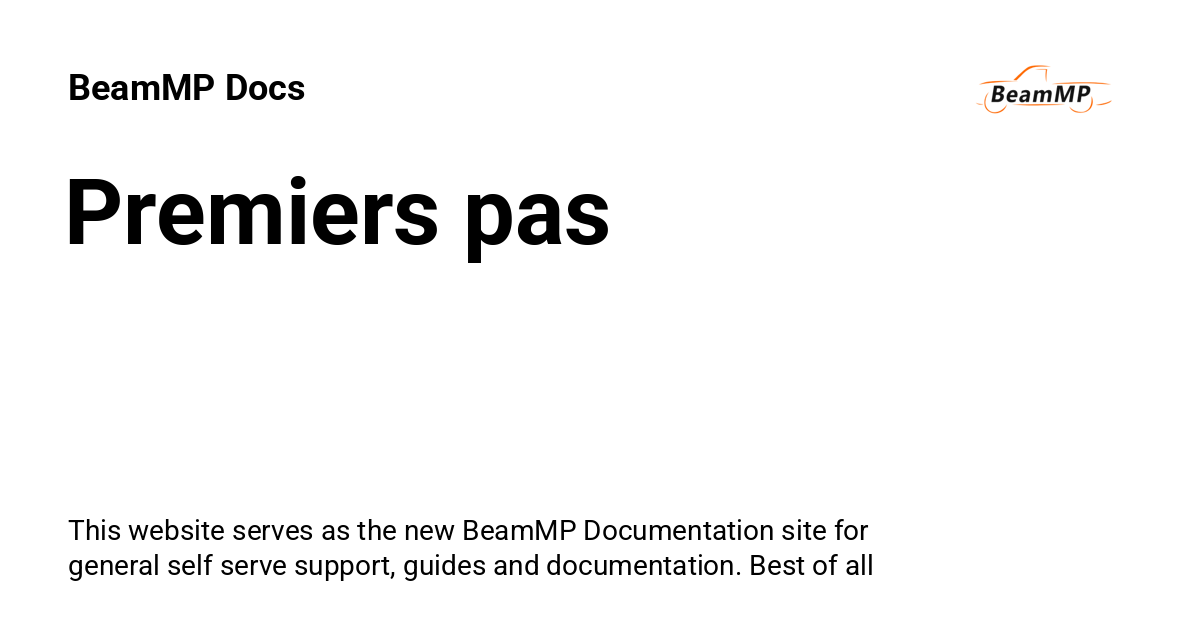 BeamMP Docs
BeamMP
Premiers pas
This website serves as the new BeamMP Documentation site for
general self serve support, guides and documentation. Best of all